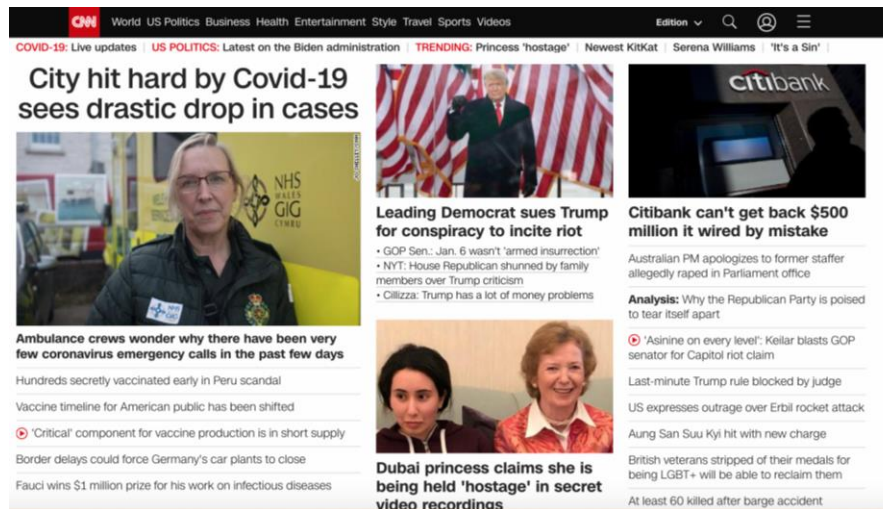 CNN World US Politics Business Health Entertainment Style Travel Sports Videos Edition
COVID-19: Live updates | US POLITICS: Latest on the Biden administration | TRENDING: Princess 'hostage' | Newest KitKat | Serena Williams | 'It's a Sin' |
City hit hard by Covid-19
sees drastic drop in cases
NHS
WALES
GIG
CYMRU
Ambulance crews wonder why there have been very
few coronavirus emergency calls in the past few days
Hundreds secretly vaccinated early in Peru scandal
Vaccine timeline for American public has been shifted
'Critical' component for vaccine production is in short supply
Border delays could force Germany's car plants to close
Fauci wins $1 million prize for his work on infectious diseases
Leading Democrat sues Trump
for conspiracy to incite riot
• GOP Sen.: Jan. 6 wasn't 'armed insurrection'
• NYT: House Republican shunned by family
members over Trump criticism
• Cillizza: Trump has a lot of money problems
Dubai princess claims she is
being held 'hostage' in secret
video recordings
citibank
Citibank can't get back $500
million it wired by mistake
Australian PM apologizes to former staffer
allegedly raped in Parliament office
Analysis: Why the Republican Party is poised
to tear itself apart
'Asinine on every level': Keilar blasts GOP
senator for Capitol riot claim
Last-minute Trump rule blocked by judge
US expresses outrage over Erbil rocket attack
Aung San Suu Kyi hit with new charge
British veterans stripped of their medals for
being LGBT+ will be able to reclaim them
At least 60 killed after barge accident